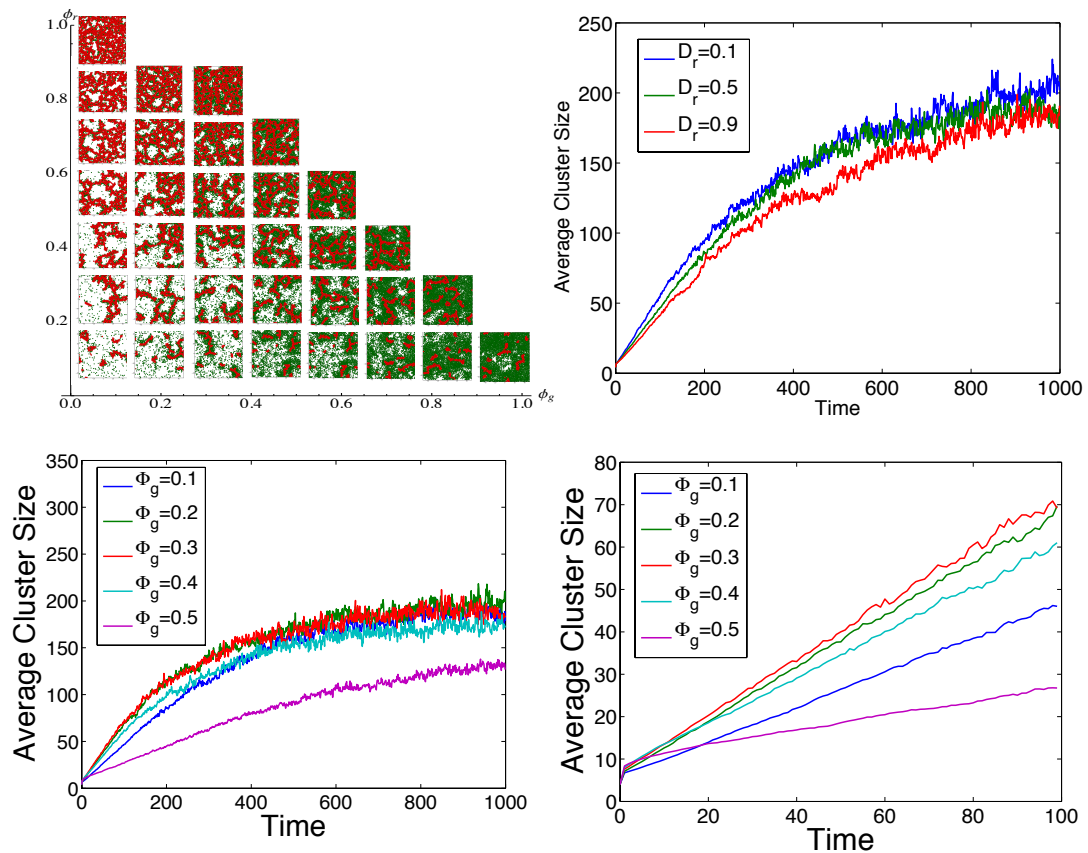 ϕr
1.0
0.8
0.6
0.4
0.2
0.0 0.2 0.4 0.6 0.8 1.0 ϕg
Average Cluster Size
250
200
150
100
50
0
D_r=0.1
D_r=0.5
D_r=0.9
0 200 400 600 800 1000
Time
Average Cluster Size
350
300
250
200
150
100
50
0
Φg=0.1
Φg=0.2
Φg=0.3
Φg=0.4
Φg=0.5
0 200 400 600 800 1000
Time
Average Cluster Size
80
70
60
50
40
30
20
10
0
Φg=0.1
Φg=0.2
Φg=0.3
Φg=0.4
Φg=0.5
0 20 40 60 80 100
Time